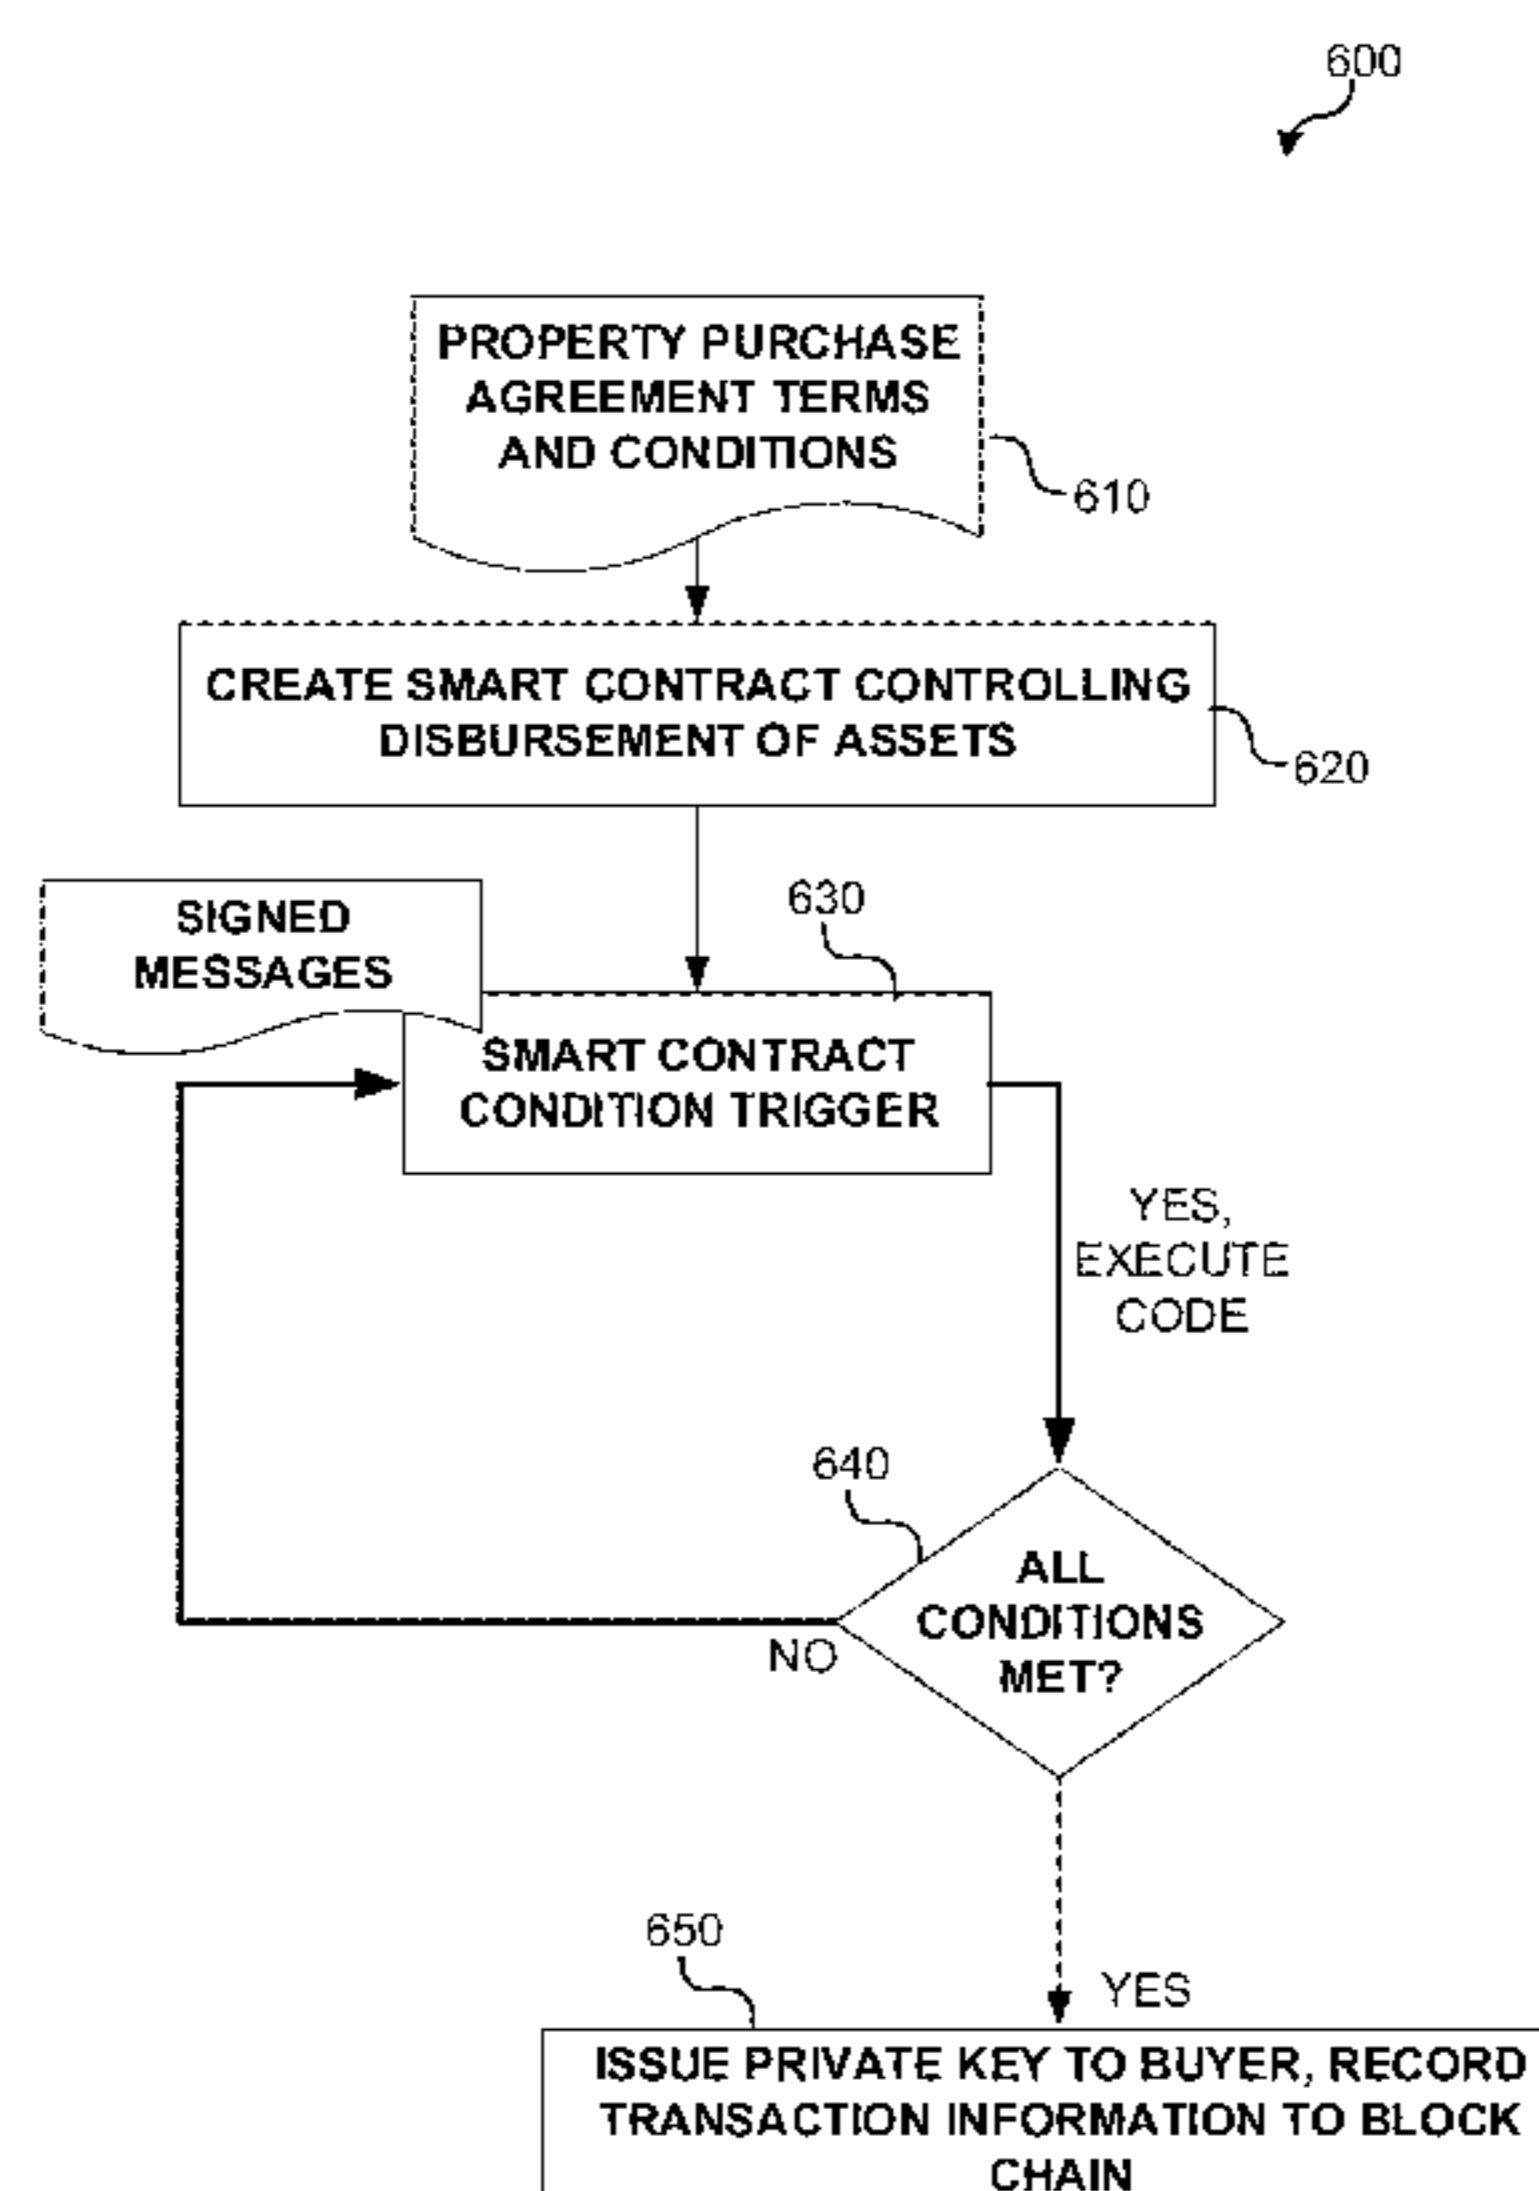 600
PROPERTY PURCHASE
AGREEMENT TERMS
AND CONDITIONS
610
CREATE SMART CONTRACT CONTROLLING
DISBURSEMENT OF ASSETS
620
SIGNED
MESSAGES
630
SMART CONTRACT
CONDITION TRIGGER
YES,
EXECUTE
CODE
640
ALL
CONDITIONS
MET?
NO
650
YES
ISSUE PRIVATE KEY TO BUYER, RECORD
TRANSACTION INFORMATION TO BLOCK
CHAIN